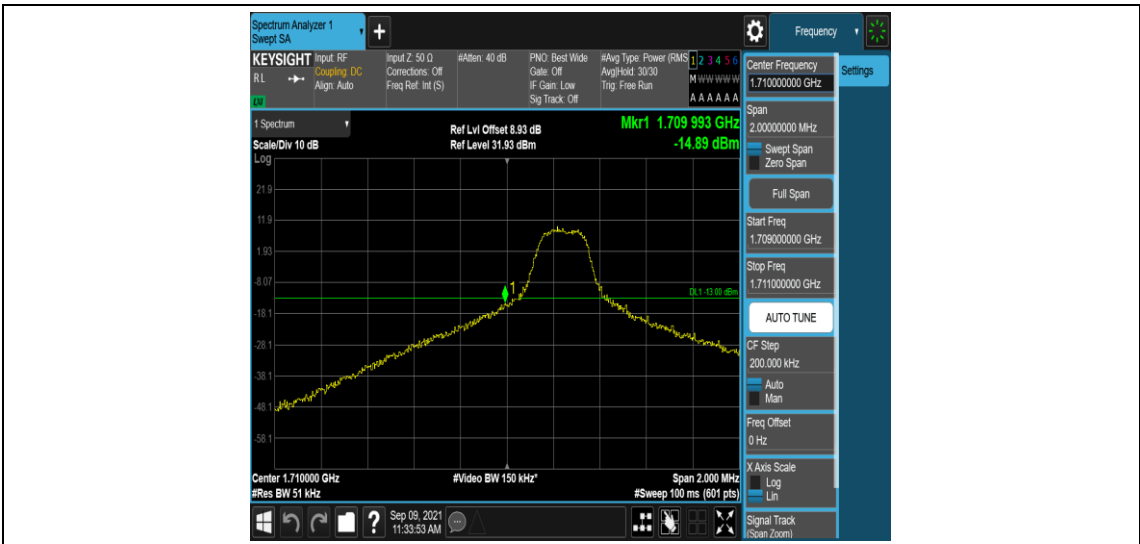 Spectrum Analyzer 1
Swept SA
Frequency
KEYSIGHT
RL
LXI
Input: RF
Coupling: DC
Align: Auto
Input Z: 50 Ω
Corrections: Off
Freq Ref: Int (S)
#Atten: 40 dB
PNO: Best Wide
Gate: Off
IF Gain: Low
Sig Track: Off
#Avg Type: Power (RMS
Avg|Hold: 30/30
Trig: Free Run
1 2 3 4 5 6
M W W W W W
A A A A A A
1 Spectrum
Scale/Div 10 dB
Log
Ref Lvl Offset 8.93 dB
Ref Level 31.93 dBm
Mkr1 1.709 993 GHz
-14.89 dBm
21.9
11.9
1.93
-8.07
-18.1
-28.1
-38.1
-48.1
-58.1
1
DL1 -13.00 dBm
Center 1.710000 GHz
#Res BW 51 kHz
#Video BW 150 kHz*
Span 2.000 MHz
#Sweep 100 ms (601 pts)
?
Sep 09, 2021
11:33:53 AM
Center Frequency
1.710000000 GHz
Settings
Span
2.00000000 MHz
Swept Span
Zero Span
Full Span
Start Freq
1.709000000 GHz
Stop Freq
1.711000000 GHz
AUTO TUNE
CF Step
200.000 kHz
Auto
Man
Freq Offset
0 Hz
X Axis Scale
Log
Lin
Signal Track
(Span Zoom)